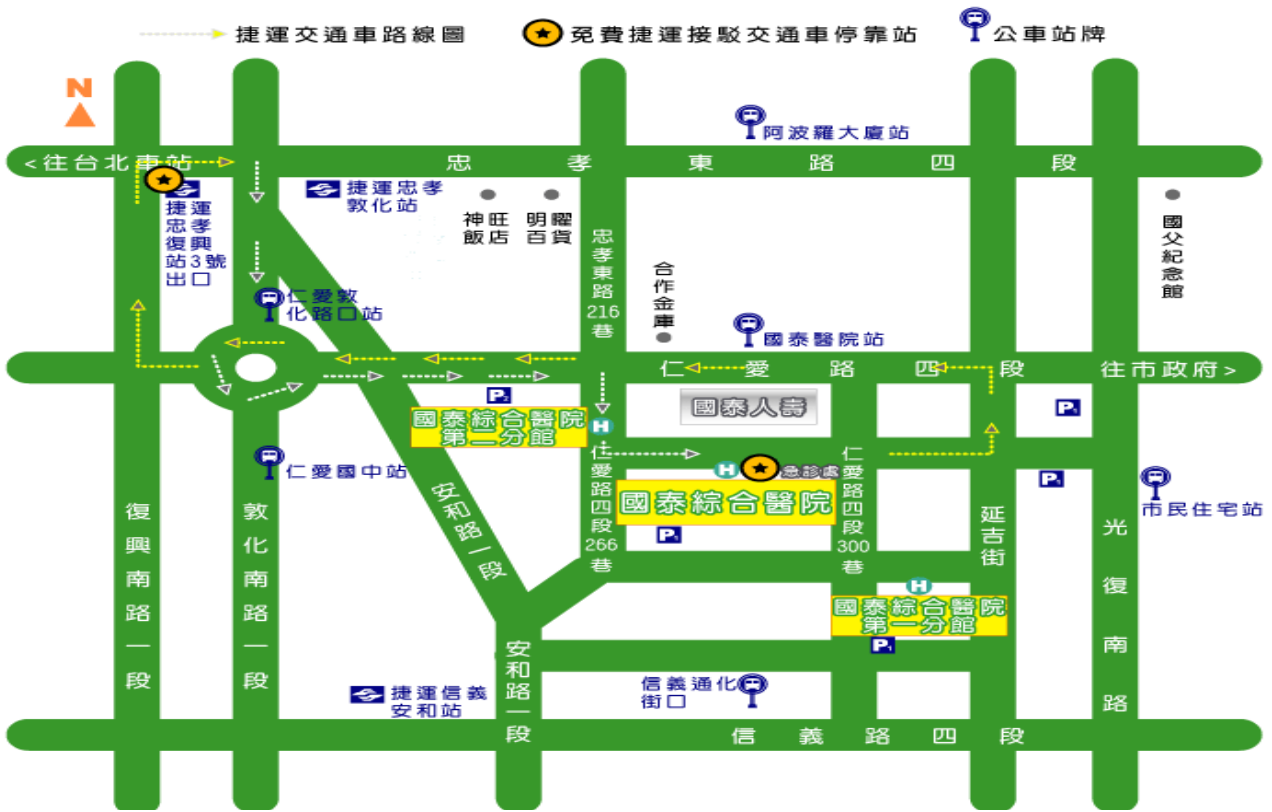 捷運交通車路線圖
免費捷運接駁交通車停靠站
公車站牌
N
阿波羅大廈站
<往台北車站
忠孝東路四段
捷運
忠孝
復興
站3號
出口
捷運忠孝
敦化站
神旺
飯店
明曜
百貨
忠孝東路216巷
合作金庫
國父紀念館
仁愛敦
化路口站
國泰醫院站
仁愛路四段
往市政府>
P2
國泰人壽
P1
國泰綜合醫院
第二分館
H
仁愛國中站
仁愛路四段266巷
H
急診處
仁愛路四段300巷
P1
市民住宅站
國泰綜合醫院
P1
復興南路一段
敦化南路一段
安和路一段
延吉街
光復南路
H
國泰綜合醫院
第一分館
P1
安和路一段
捷運信義
安和站
信義通化
街口
信義路四段